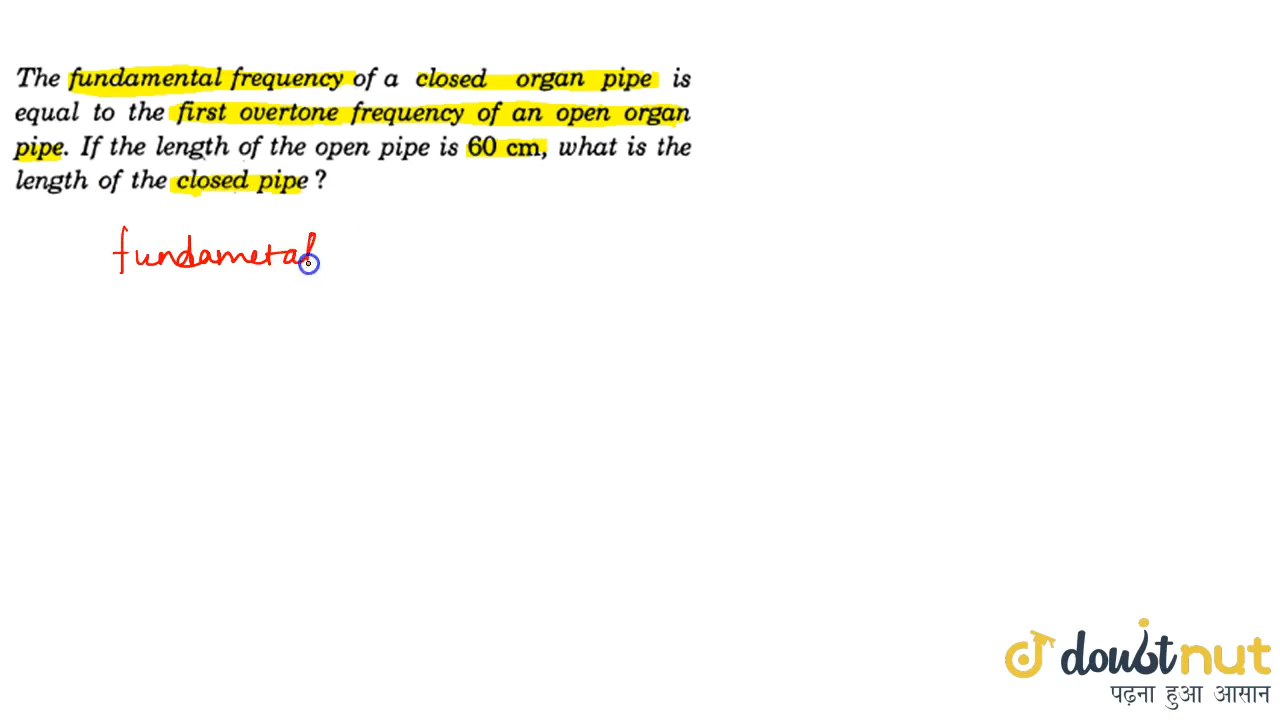 The fundamental frequency of a closed organ pipe is
equal to the first overtone frequency of an open organ
pipe. If the length of the open pipe is 60 cm, what is the
length of the closed pipe ?
fundametal
doubtnut
पढ़ना हुआ आसान